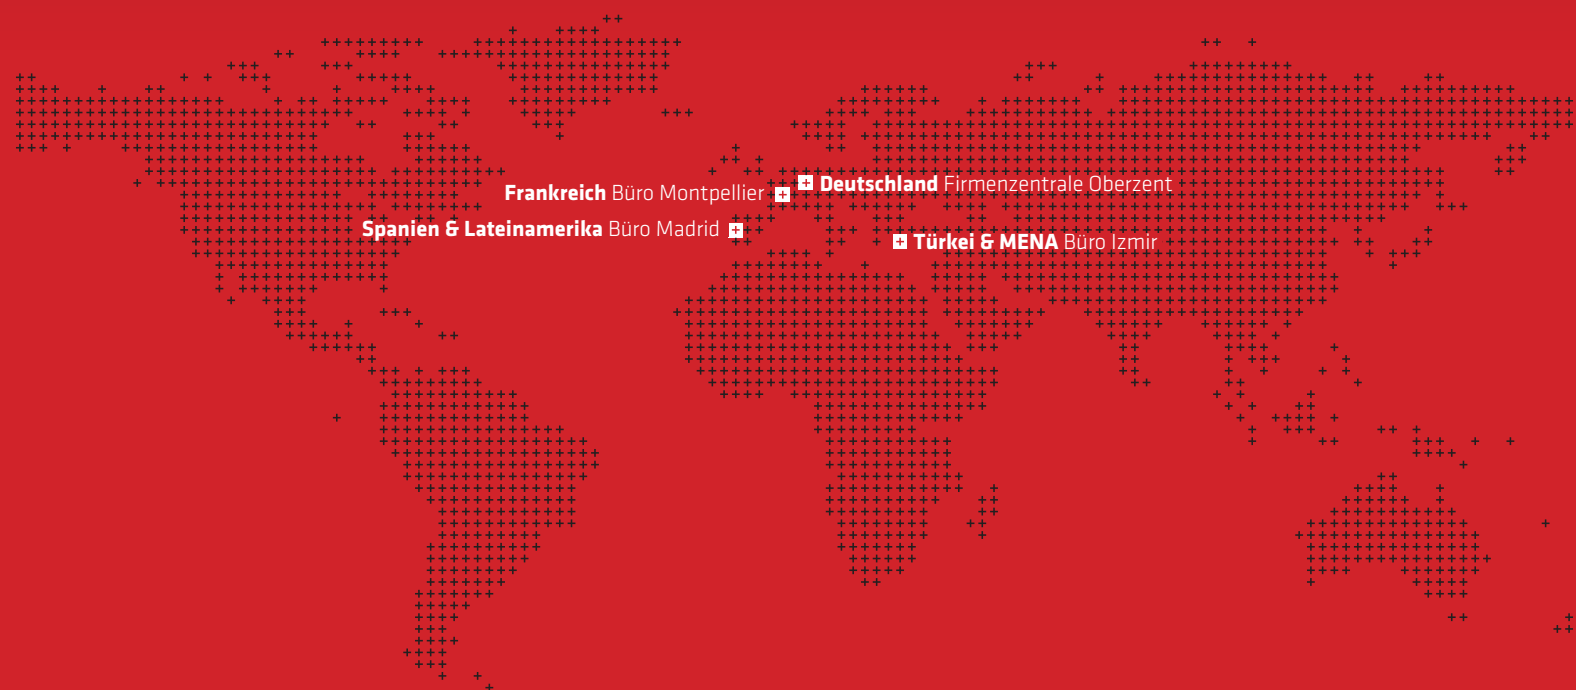 Deutschland Firmenzentrale Oberzent
Frankreich Büro Montpellier
Spanien & Lateinamerika Büro Madrid
Türkei & MENA Büro Izmir